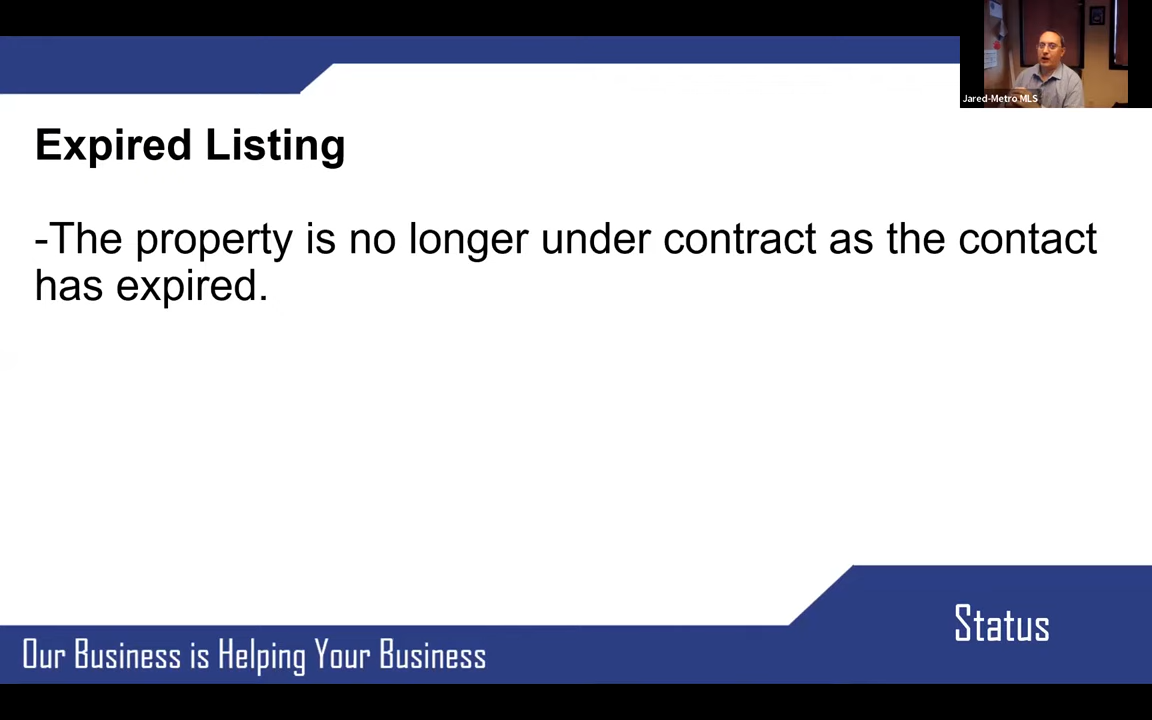 Jared-Metro MLS
Expired Listing
-The property is no longer under contract as the contact
has expired.
Status
Our Business is Helping Your Business